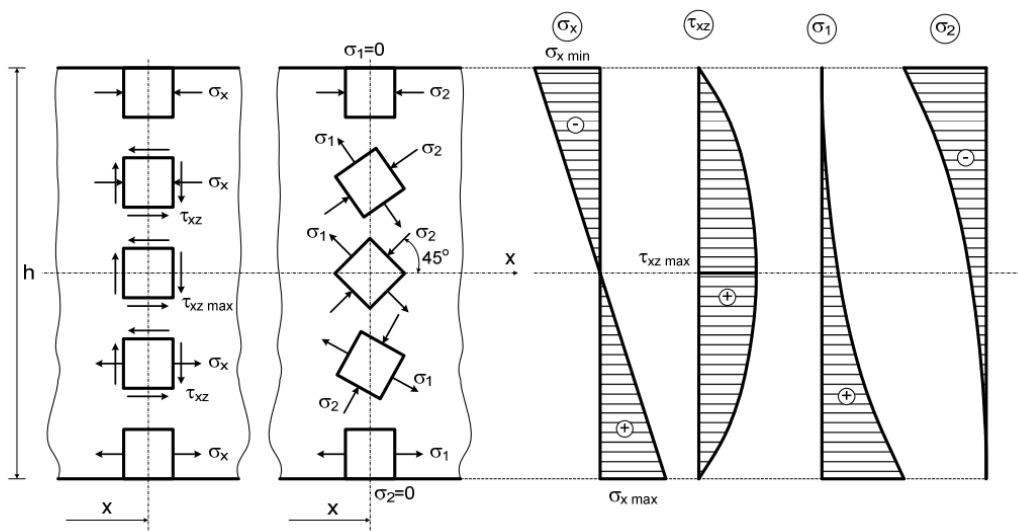 σx
τxz
σ1
σ2
σ1=0
σx min
σx
σ2
-
σ1
σ2
-
σx
τxz
σ1
σ2
45°
x
h
τxz max
τxz max
+
σx
τxz
σ1
σ2
+
+
σx
σ1
σ2=0
σx max
x
x